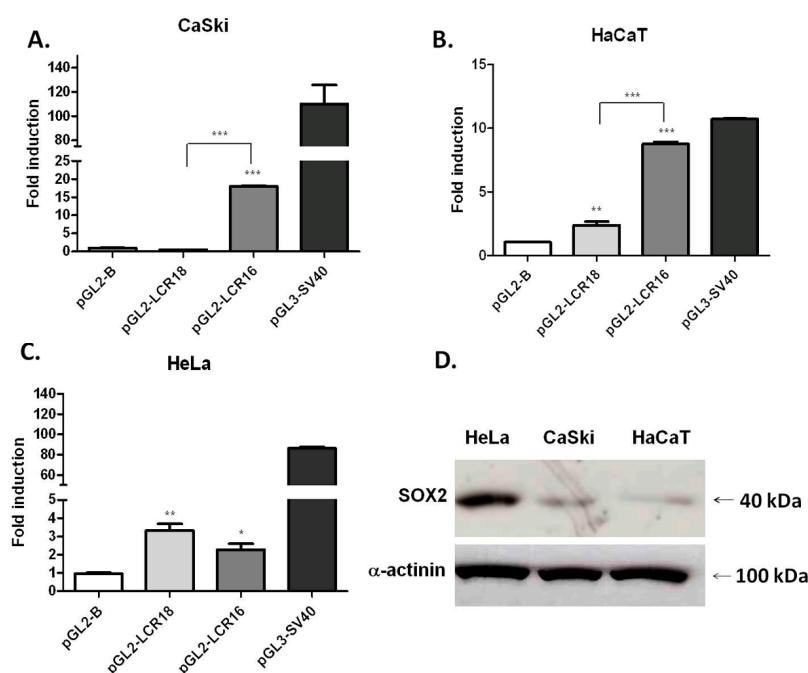 A.
CaSki
Fold induction
140
120
100
80
25
20
15
10
5
0
***
***
pGL2-B
pGL2-LCR18
pGL2-LCR16
pGL3-SV40
B.
HaCaT
Fold induction
15
10
5
0
**
***
***
pGL2-B
pGL2-LCR18
pGL2-LCR16
pGL3-SV40
C.
HeLa
Fold induction
140
120
100
80
60
5
4
3
2
1
0
**
*
pGL2-B
pGL2-LCR18
pGL2-LCR16
pGL3-SV40
D.
HeLa CaSki HaCaT
SOX2 ← 40 kDa
α-actinin ← 100 kDa